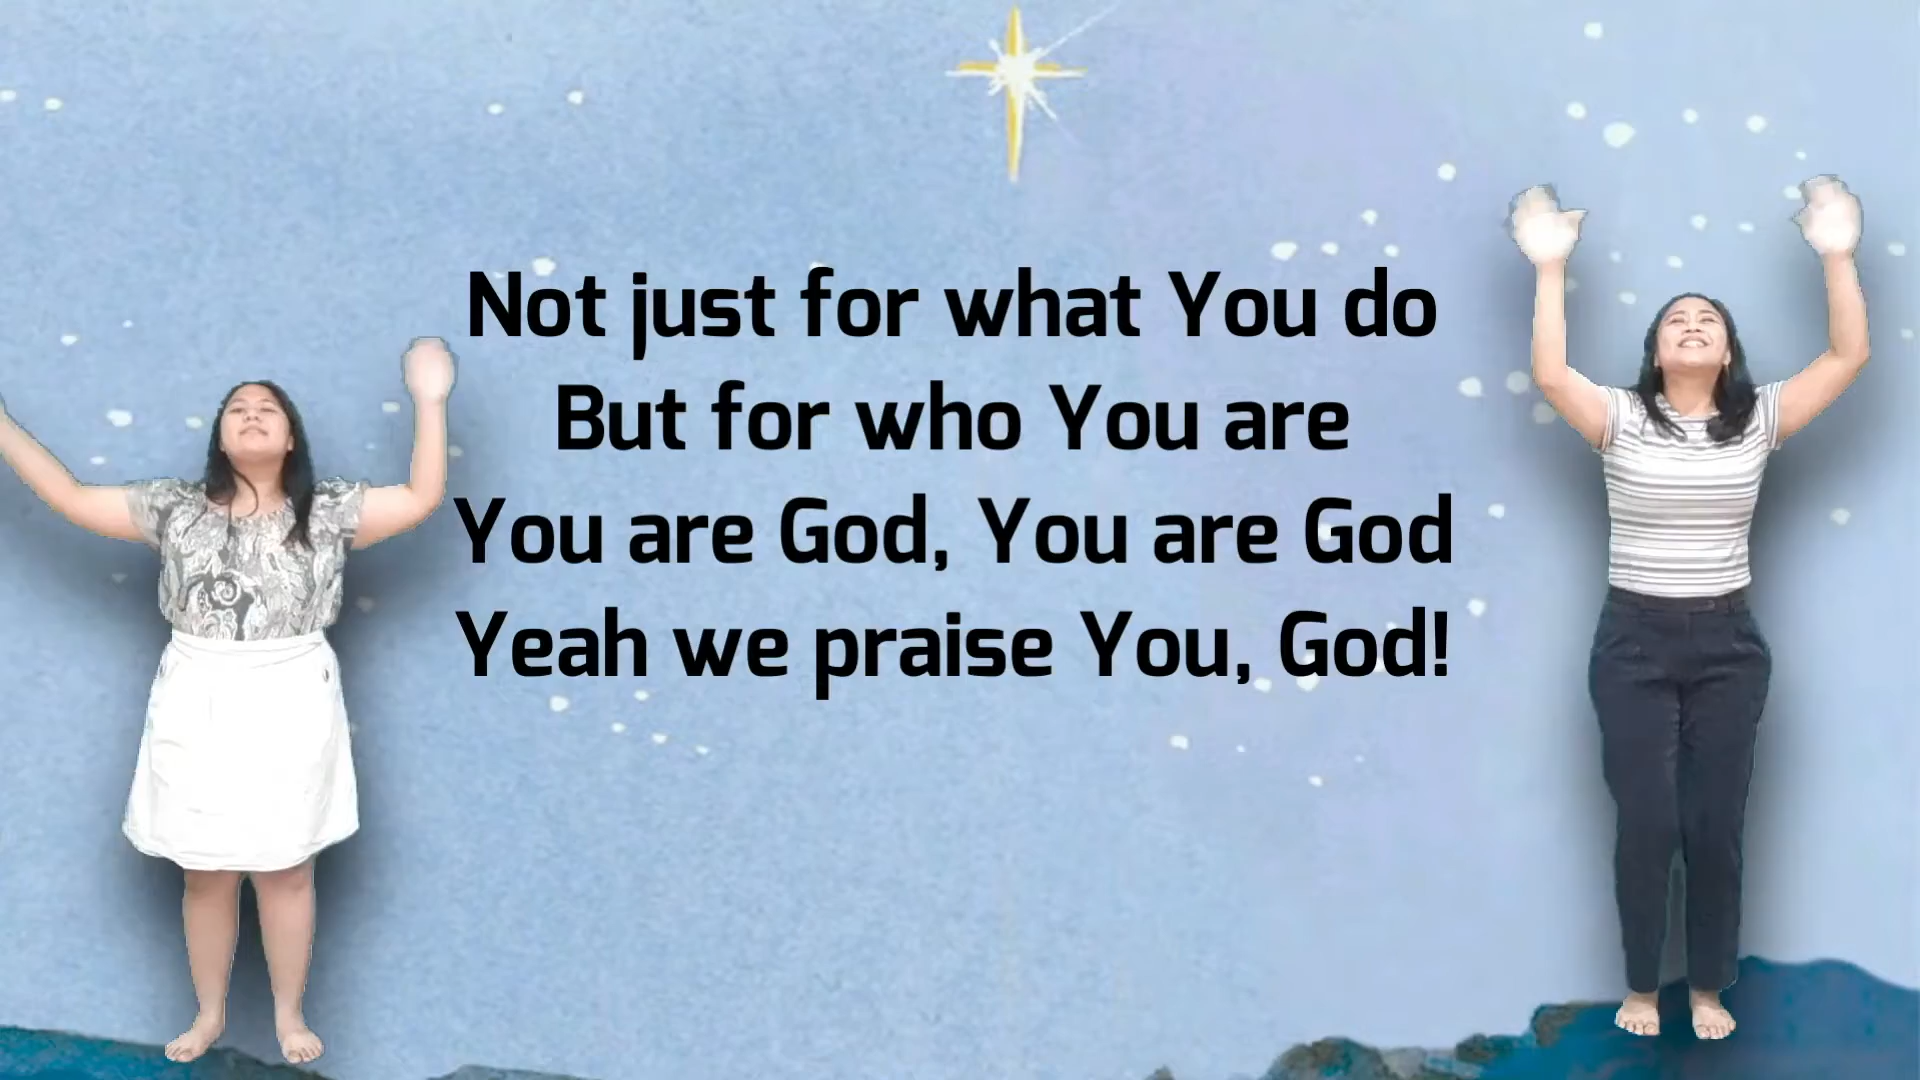 Not just for what You do
But for who You are
You are God, You are God
Yeah we praise You, God!